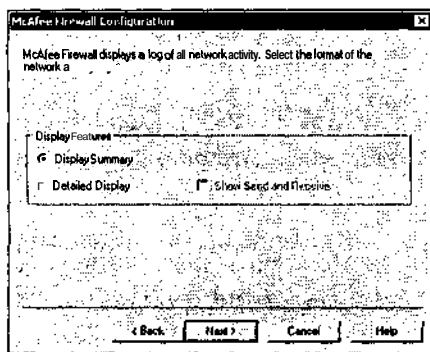 McAfee Firewall Configuration
McAfee Firewall displays a log of all network activity. Select the format of the
network a
Display Features
Display Summary
Detailed Display Show Send and Receive
< Back Next > Cancel Help